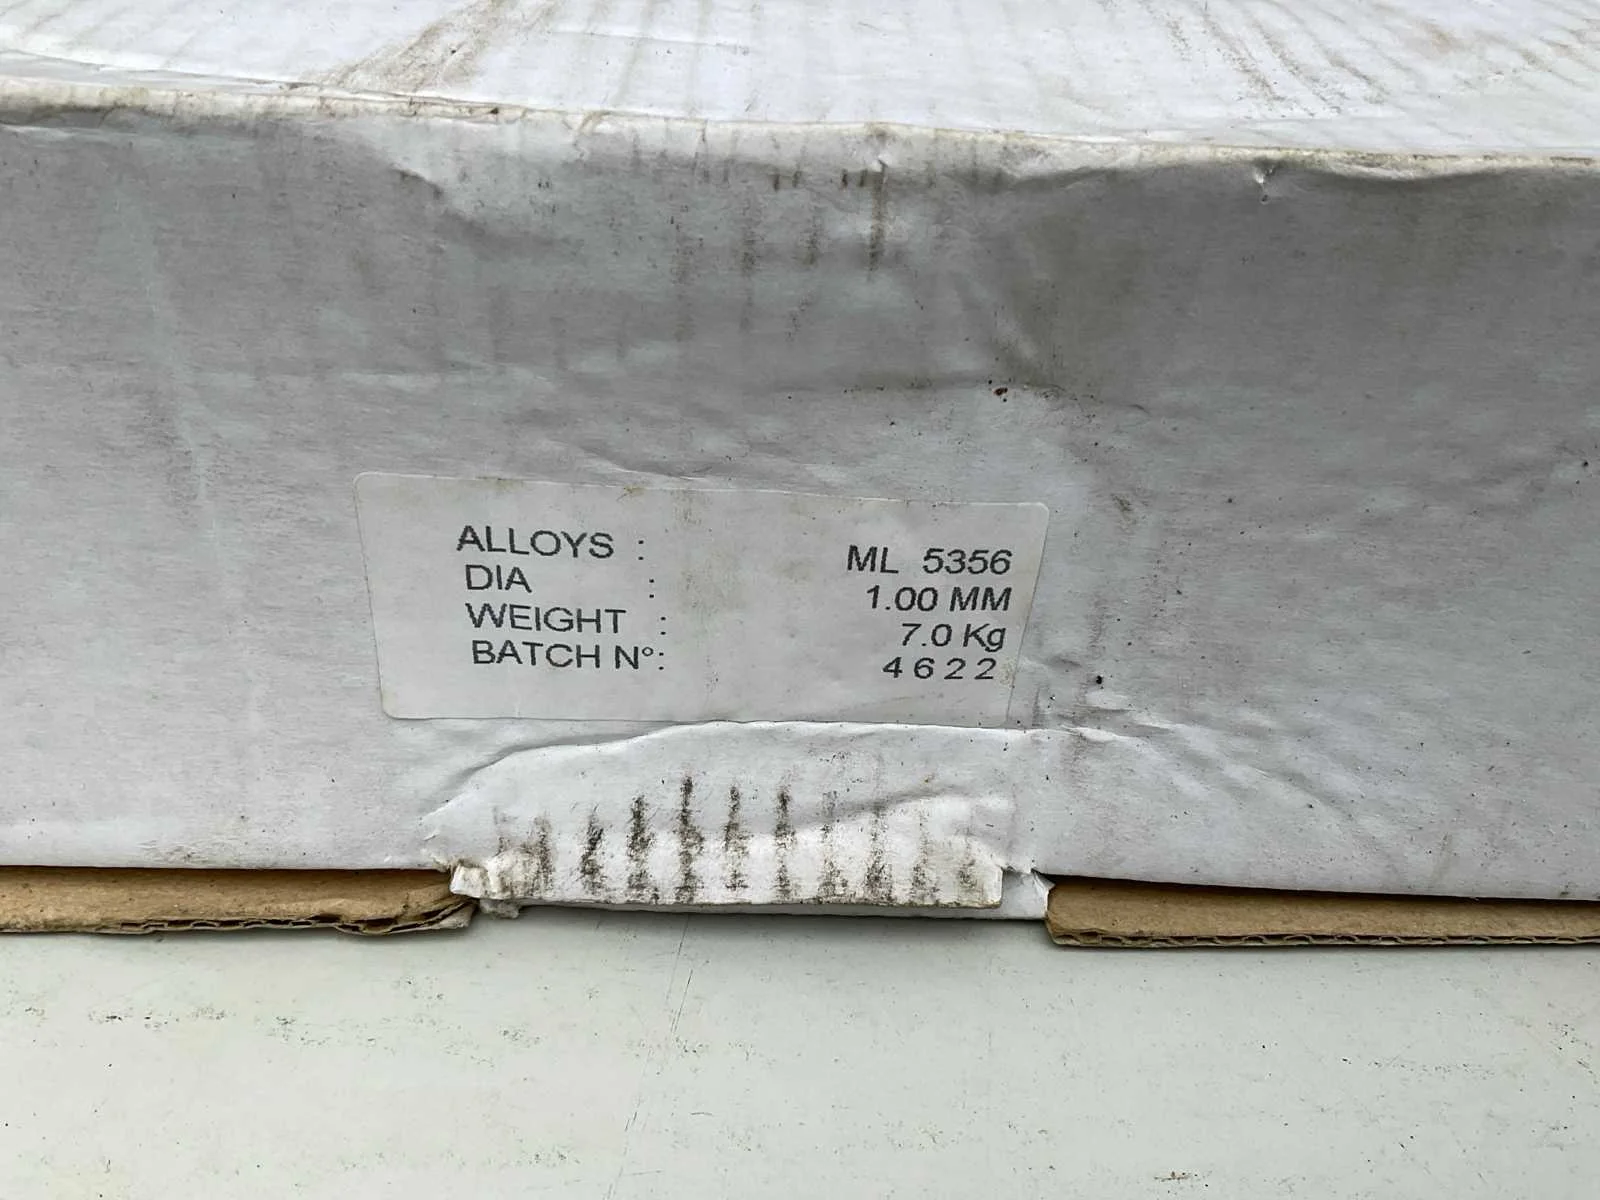 ALLOYS : ML 5356
DIA : 1.00 MM
WEIGHT : 7.0 Kg
BATCH N°: 4622